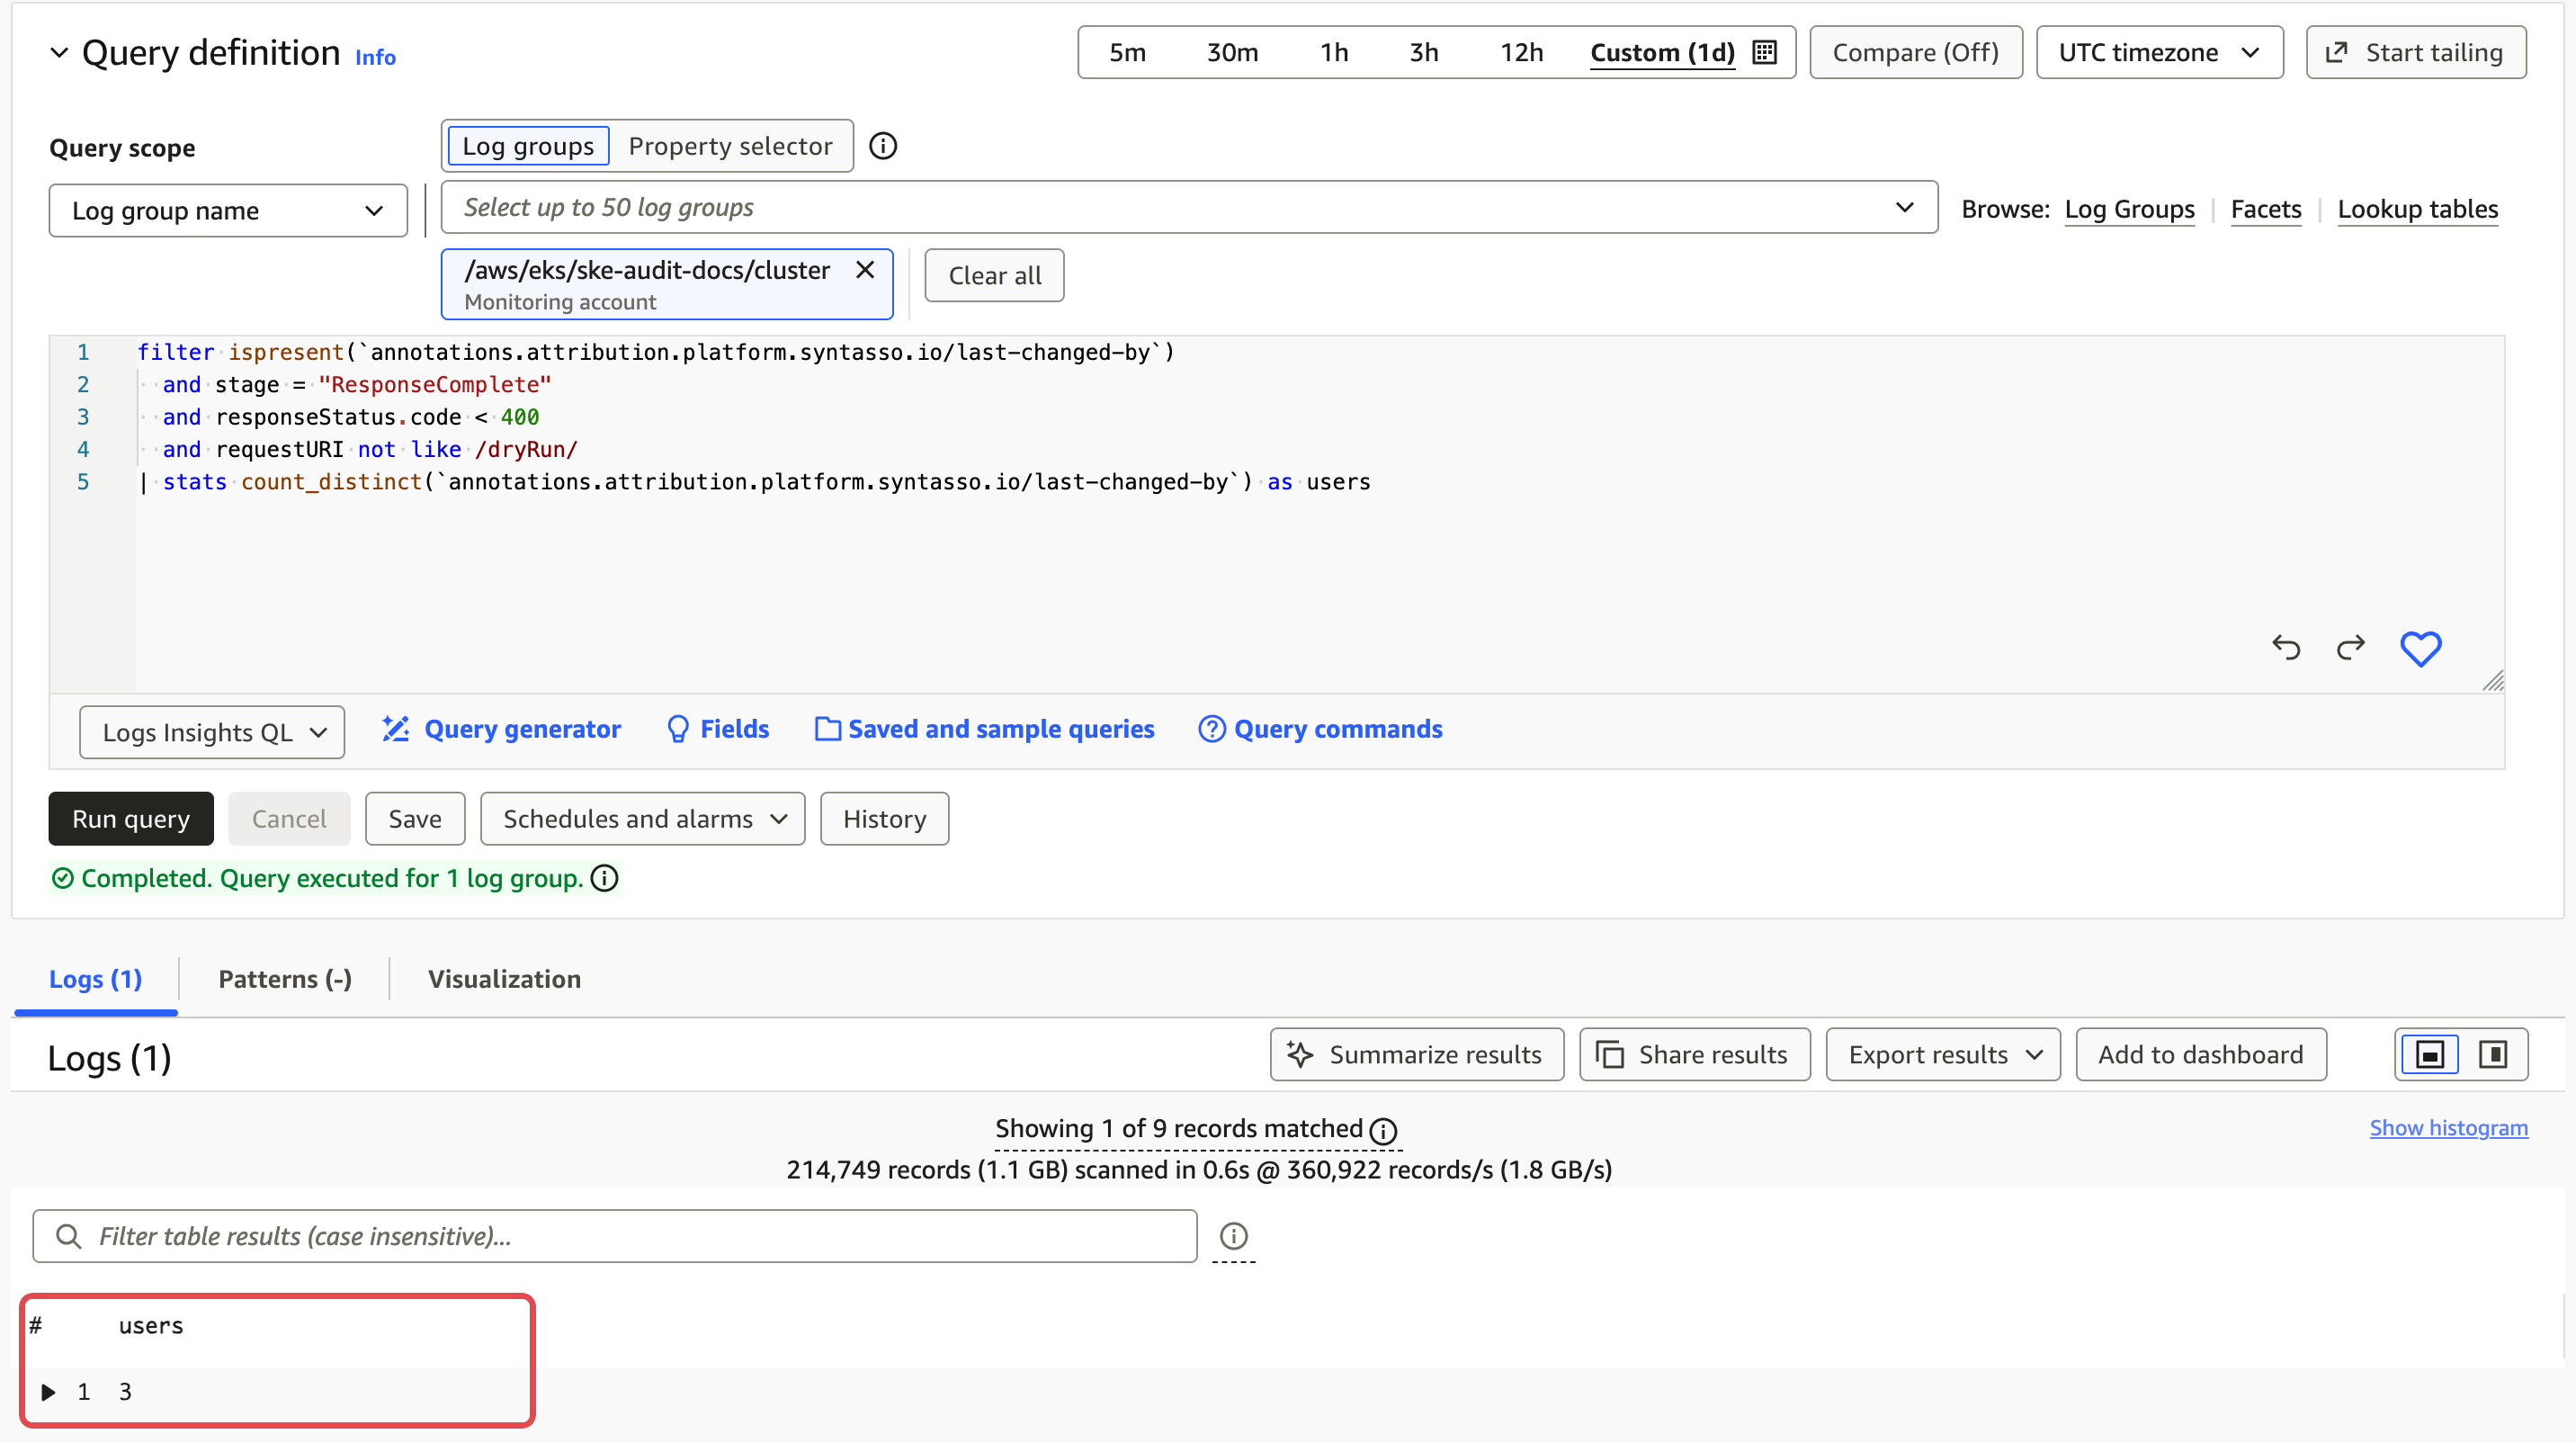 Query definition Info
5m 30m 1h 3h 12h Custom (1d) Compare (Off) UTC timezone Start tailing
Query scope
Log groups Property selector
Log group name
Select up to 50 log groups
Browse: Log Groups | Facets | Lookup tables
/aws/eks/ske-audit-docs/cluster
Monitoring account
Clear all
1 filter ispresent(`annotations.attribution.platform.syntasso.io/last-changed-by`)
2 and stage = "ResponseComplete"
3 and responseStatus.code < 400
4 and requestURI not like /dryRun/
5 | stats count_distinct(`annotations.attribution.platform.syntasso.io/last-changed-by`) as users
Logs Insights QL Query generator Fields Saved and sample queries Query commands
Run query Cancel Save Schedules and alarms History
Completed. Query executed for 1 log group.
Logs (1) Patterns (-) Visualization
Logs (1)
Summarize results Share results Export results Add to dashboard
Showing 1 of 9 records matched
Show histogram
214,749 records (1.1 GB) scanned in 0.6s @ 360,922 records/s (1.8 GB/s)
Filter table results (case insensitive)...
# users
1 3